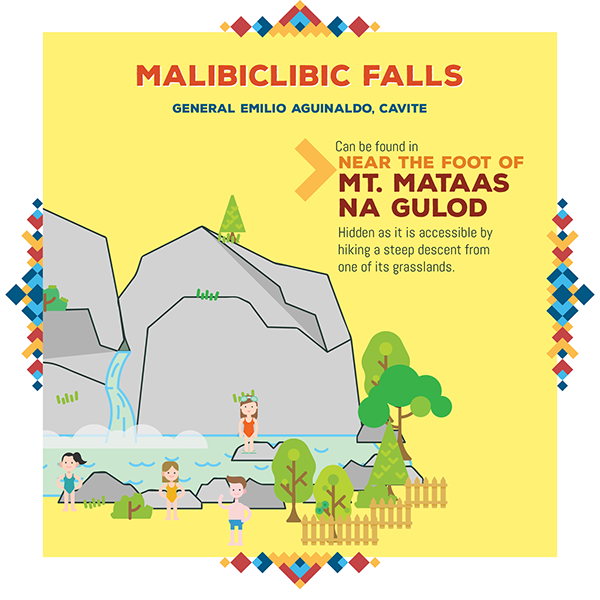 MALIBICLIBIC FALLS
GENERAL EMILIO AGUINALDO, CAVITE
Can be found in
NEAR THE FOOT OF
MT. MATAAS
NA GULOD
Hidden as it is accessible by
hiking a steep descent from
one of its grasslands.